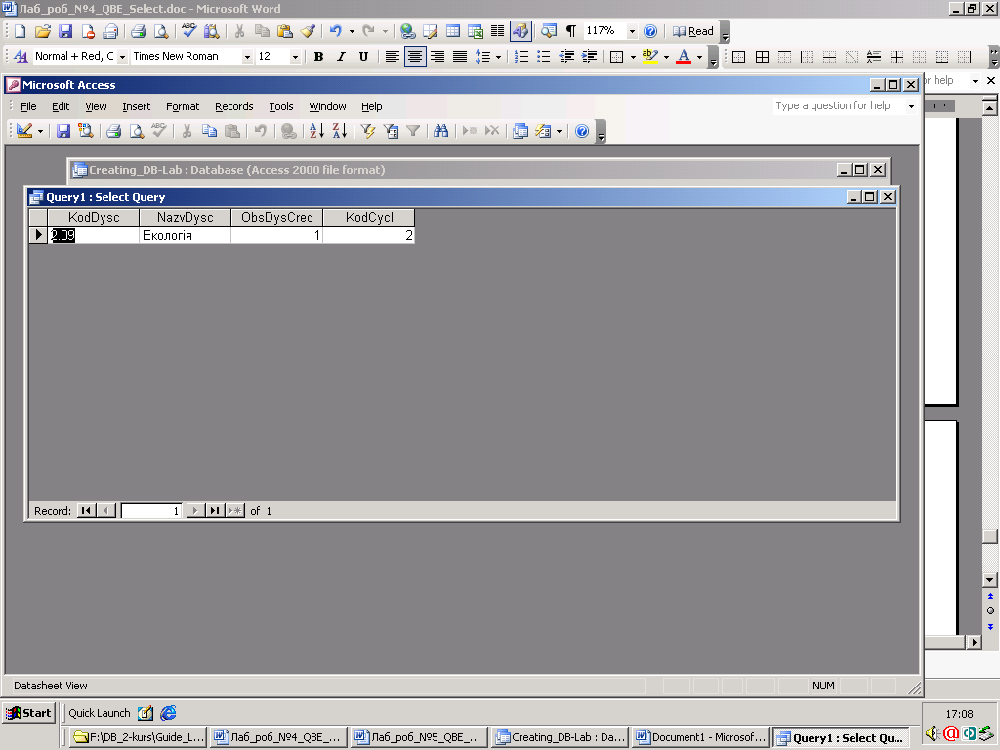 Лаб_роб_№4_QBE_Select.doc - Microsoft Word
117% Read
Normal + Red, C Times New Roman 12 B I U
Microsoft Access
or help
File Edit View Insert Format Records Tools Window Help Type a question for help
Creating_DB-Lab : Database (Access 2000 file format)
Query1 : Select Query
KodDysc NazvDysc ObsDysCred KodCycl
2.09 Екологія 1 2
Record: 1 of 1
Datasheet View NUM
Start Quick Launch 17:08
F:\DB_2-kurs\Guide_L... Лаб_роб_№4_QBE_... Лаб_роб_№5_QBE_... Creating_DB-Lab : Da... Document1 - Microsof... Query1 : Select Qu...